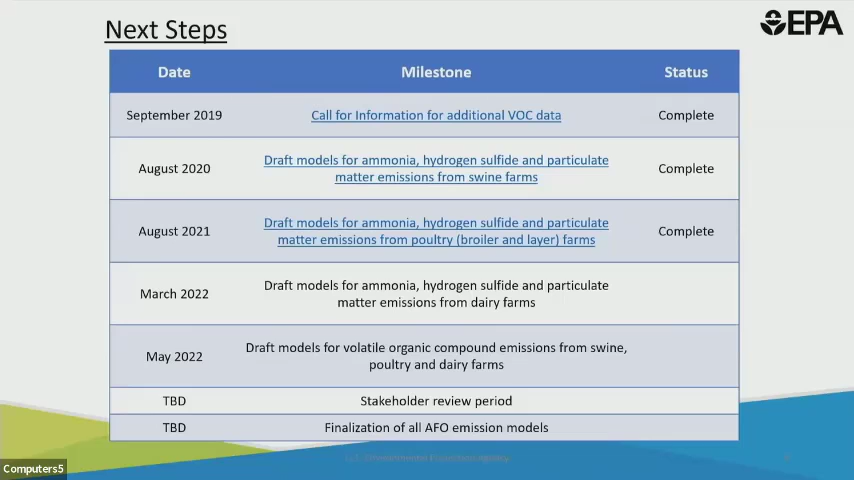 Next Steps
EPA
Date Milestone Status
September 2019 Call for Information for additional VOC data Complete
August 2020 Draft models for ammonia, hydrogen sulfide and particulate
matter emissions from swine farms Complete
August 2021 Draft models for ammonia, hydrogen sulfide and particulate
matter emissions from poultry (broiler and layer) farms Complete
March 2022 Draft models for ammonia, hydrogen sulfide and particulate
matter emissions from dairy farms
May 2022 Draft models for volatile organic compound emissions from swine,
poultry and dairy farms
TBD Stakeholder review period
TBD Finalization of all AFO emission models
U.S. Environmental Protection Agency
Computers5